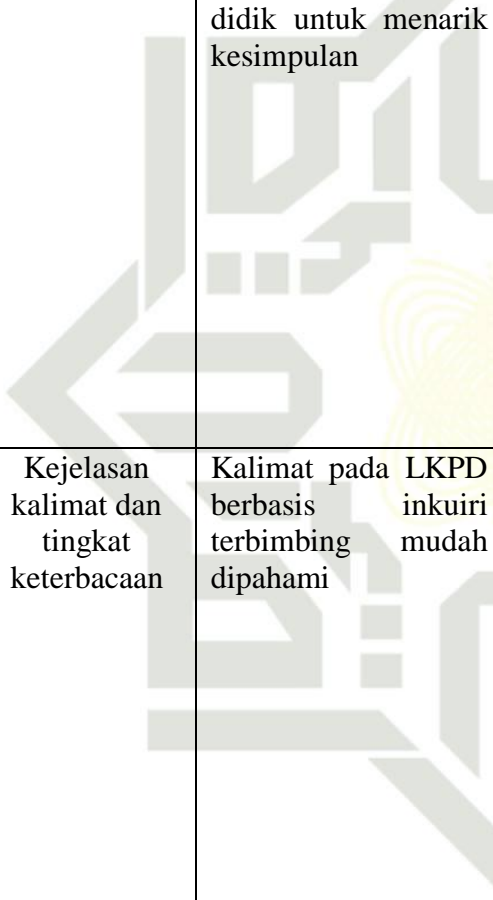 didik untuk menarik
kesimpulan
Kejelasan
kalimat dan
tingkat
keterbacaan
Kalimat pada LKPD
berbasis inkuiri
terbimbing mudah
dipahami